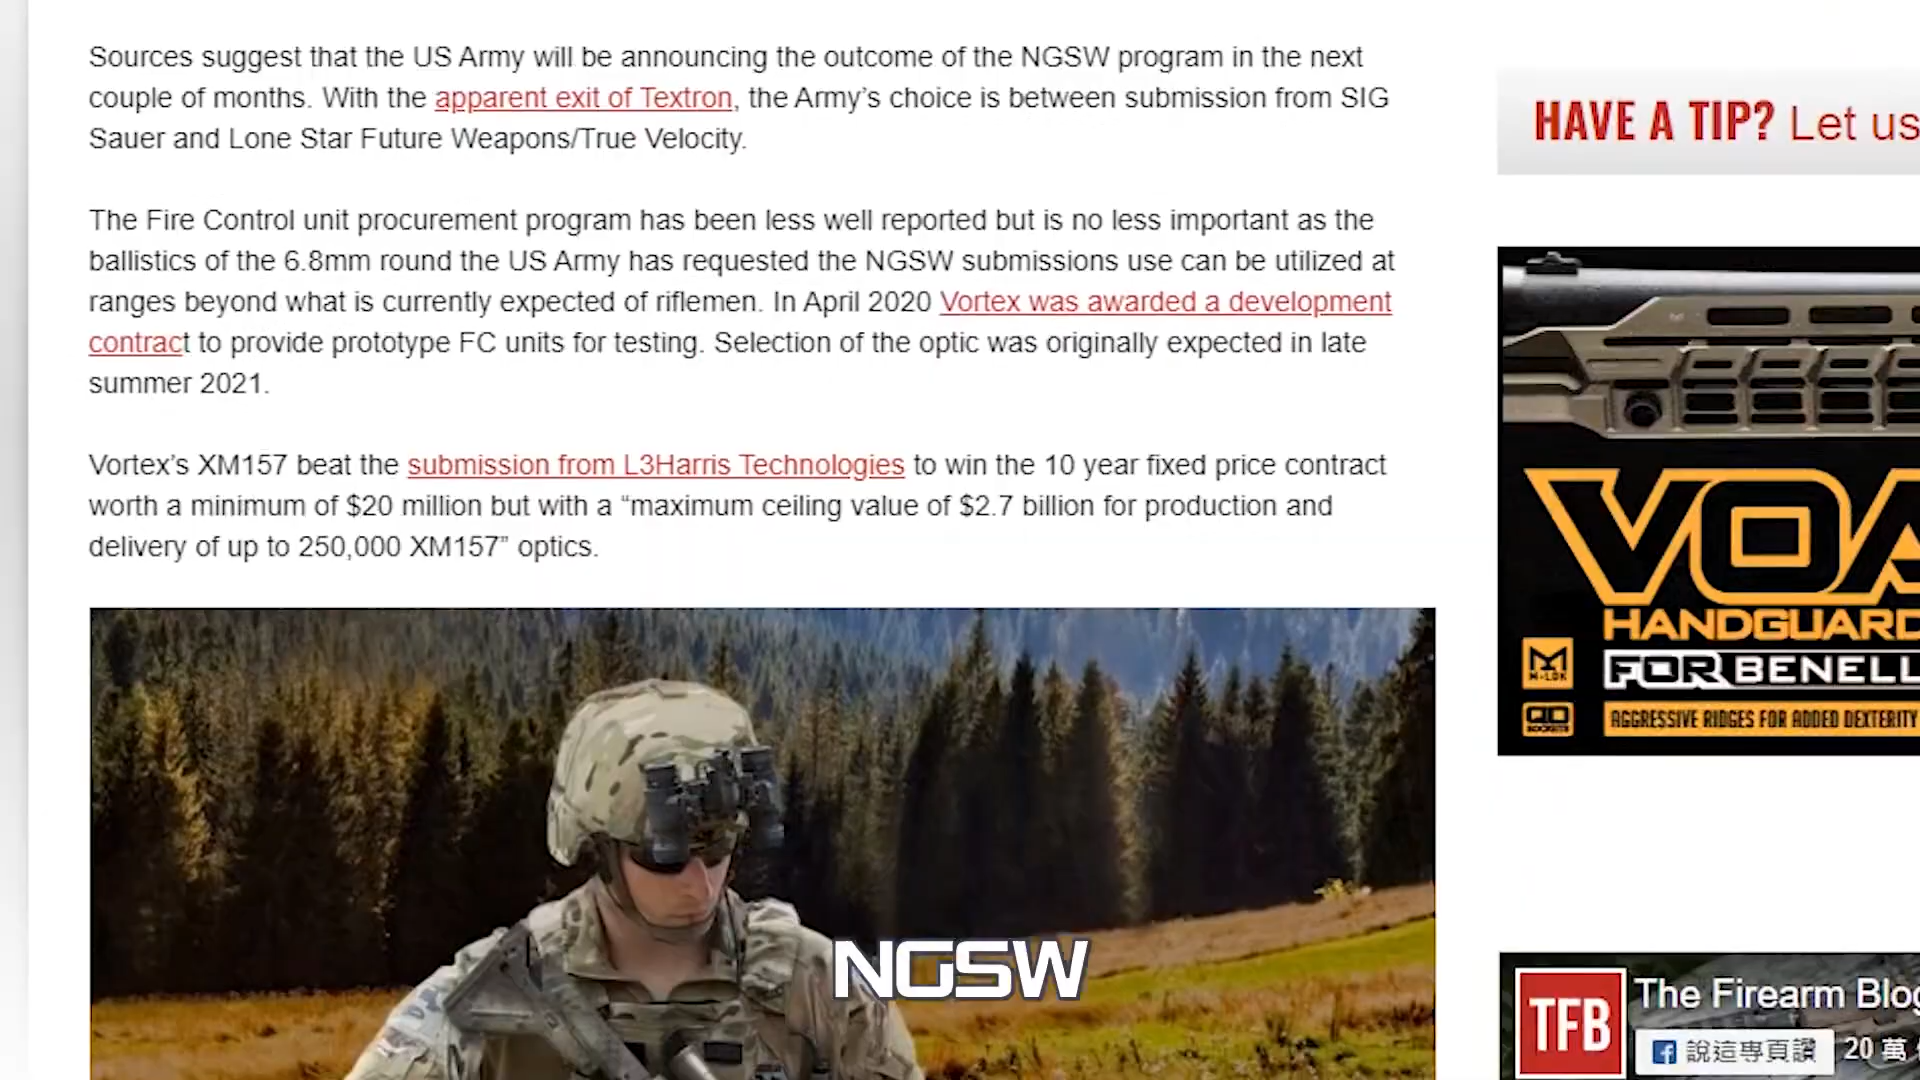 Sources suggest that the US Army will be announcing the outcome of the NGSW program in the next
couple of months. With the apparent exit of Textron, the Army’s choice is between submission from SIG
Sauer and Lone Star Future Weapons/True Velocity.
The Fire Control unit procurement program has been less well reported but is no less important as the
ballistics of the 6.8mm round the US Army has requested the NGSW submissions use can be utilized at
ranges beyond what is currently expected of riflemen. In April 2020 Vortex was awarded a development
contract to provide prototype FC units for testing. Selection of the optic was originally expected in late
summer 2021.
Vortex’s XM157 beat the submission from L3Harris Technologies to win the 10 year fixed price contract
worth a minimum of $20 million but with a “maximum ceiling value of $2.7 billion for production and
delivery of up to 250,000 XM157” optics.
NGSW
HAVE A TIP? Let us
VOA
HANDGUARD
M-LOK
FOR BENELL
QD
SOCKETS
AGGRESSIVE RIDGES FOR ADDED DEXTERITY
TFB
The Firearm Blog
說這專頁讚
20 萬